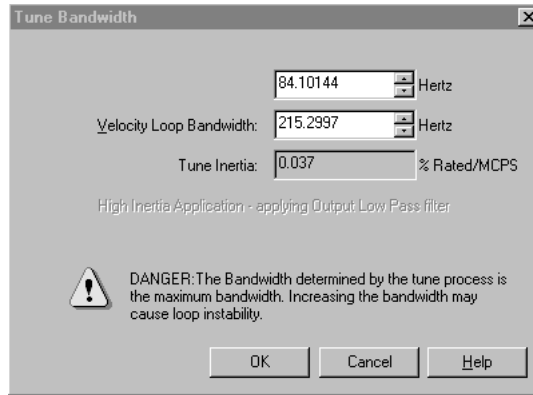 Tune Bandwidth
84.10144 Hertz
Velocity Loop Bandwidth: 215.2997 Hertz
Tune Inertia: 0.037 % Rated/MCPS
High Inertia Application - applying Output Low Pass filter
DANGER: The Bandwidth determined by the tune process is
the maximum bandwidth. Increasing the bandwidth may
cause loop instability.
OK Cancel Help